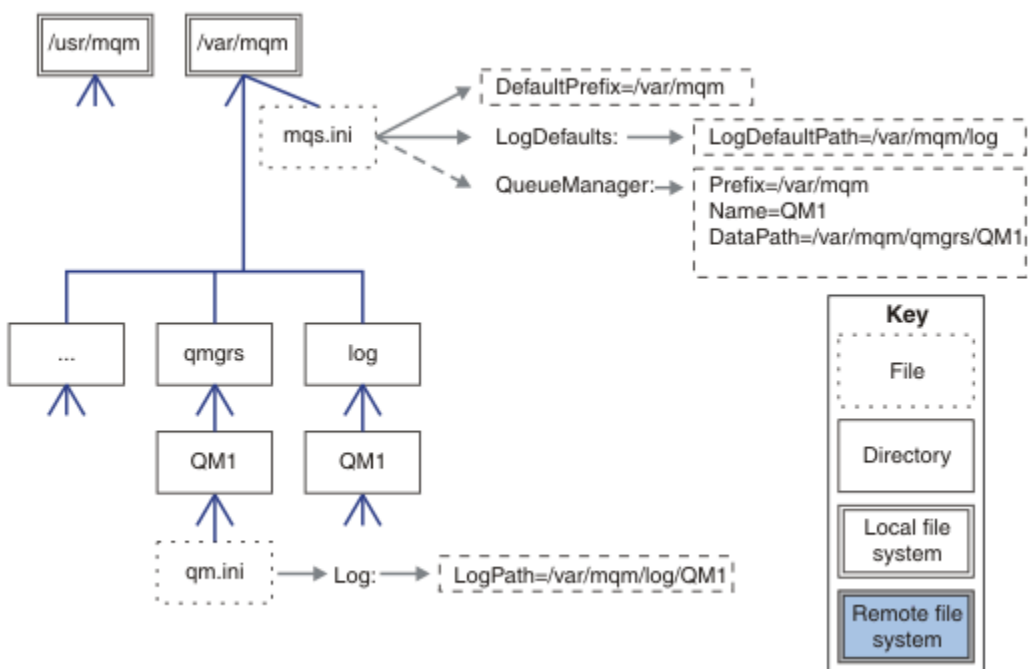 /usr/mqm
/var/mqm
mqs.ini
DefaultPrefix=/var/mqm
LogDefaults:
LogDefaultPath=/var/mqm/log
QueueManager:
Prefix=/var/mqm
Name=QM1
DataPath=/var/mqm/qmgrs/QM1
...
qmgrs
log
QM1
QM1
qm.ini
Log:
LogPath=/var/mqm/log/QM1
Key
File
Directory
Local file
system
Remote file
system